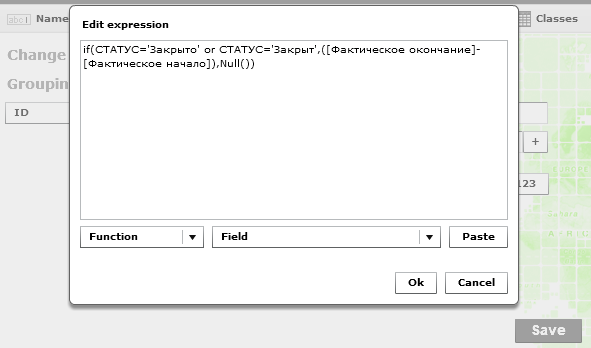 abc Name
Classes
Edit expression
Change
Groupin
ID
if(СТАТУС='Закрыто' or СТАТУС='Закрыт',([Фактическое окончание]-
[Фактическое начало]),Null())
+
123
Function
Field
Paste
Ok
Cancel
Save